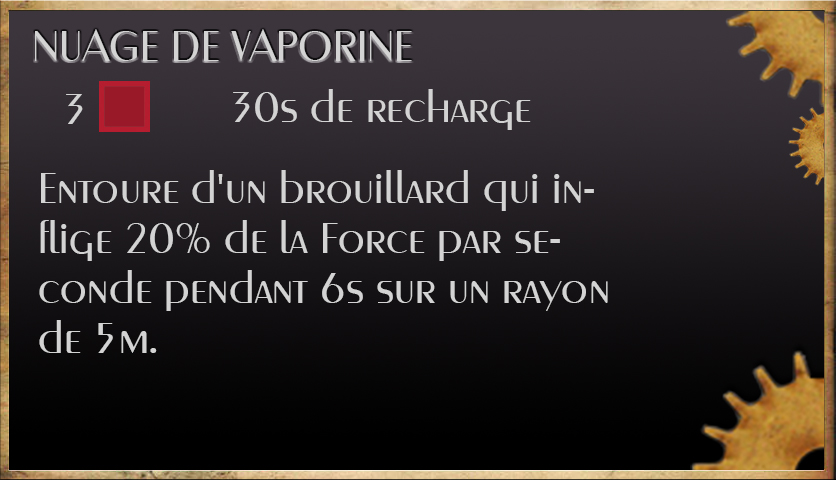 NUAGE DE VAPORINE
3 30s de recharge
Entoure d'un brouillard qui in-
flige 20% de la Force par se-
conde pendant 6s sur un rayon
de 5m.